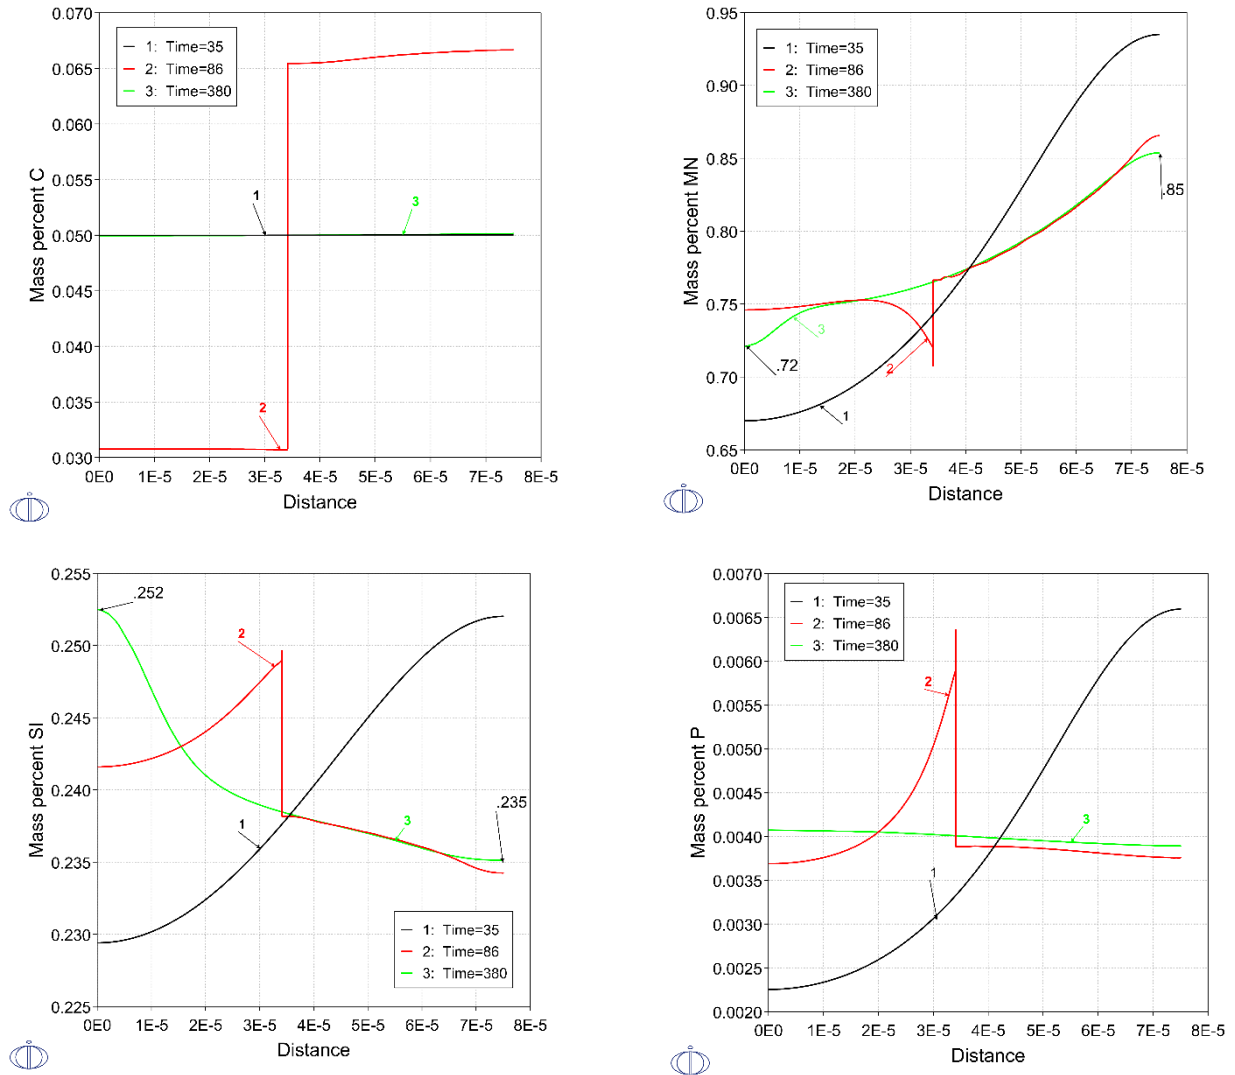 0.070
0.065
0.060
0.055
0.050
0.045
0.040
0.035
0.030
Mass percent C
1: Time=35
2: Time=86
3: Time=380
1
3
2
0E0 1E-5 2E-5 3E-5 4E-5 5E-5 6E-5 7E-5 8E-5
Distance
0.95
0.90
0.85
0.80
0.75
0.70
0.65
Mass percent MN
1: Time=35
2: Time=86
3: Time=380
.85
3
.72
2
1
0E0 1E-5 2E-5 3E-5 4E-5 5E-5 6E-5 7E-5 8E-5
Distance
0.255
0.250
0.245
0.240
0.235
0.230
0.225
Mass percent SI
.252
2
.235
3
1
1: Time=35
2: Time=86
3: Time=380
0E0 1E-5 2E-5 3E-5 4E-5 5E-5 6E-5 7E-5 8E-5
Distance
0.0070
0.0065
0.0060
0.0055
0.0050
0.0045
0.0040
0.0035
0.0030
0.0025
0.0020
Mass percent P
1: Time=35
2: Time=86
3: Time=380
2
3
1
0E0 1E-5 2E-5 3E-5 4E-5 5E-5 6E-5 7E-5 8E-5
Distance